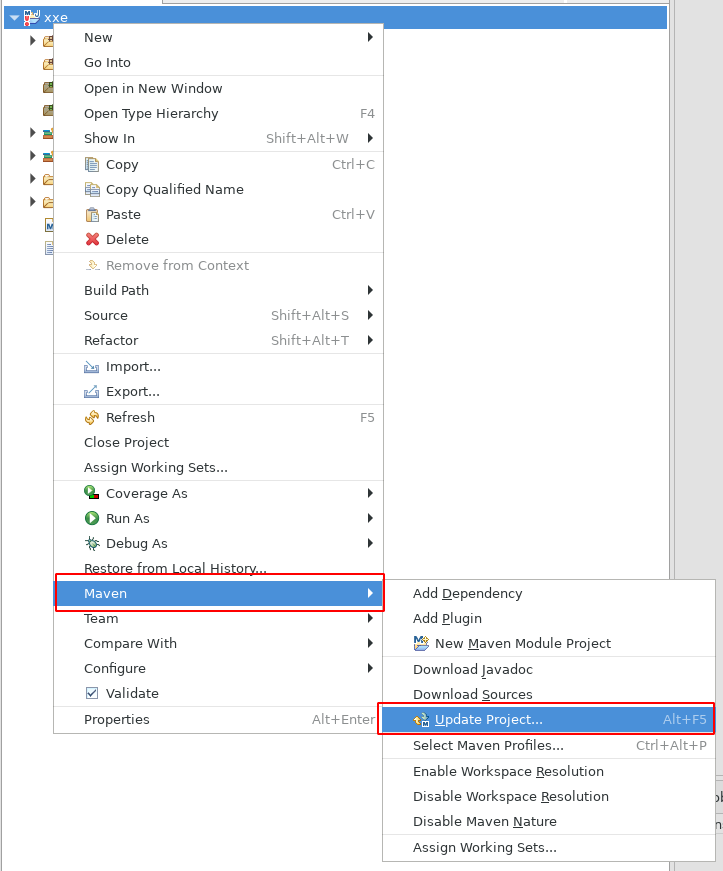 xxe
New
Go Into
Open in New Window
Open Type Hierarchy F4
Show In Shift+Alt+W
Copy Ctrl+C
Copy Qualified Name
Paste Ctrl+V
Delete
Remove from Context
Build Path
Source Shift+Alt+S
Refactor Shift+Alt+T
Import...
Export...
Refresh F5
Close Project
Assign Working Sets...
Coverage As
Run As
Debug As
Restore from Local History...
Maven
Team
Compare With
Configure
Validate
Properties Alt+Enter
Add Dependency
Add Plugin
New Maven Module Project
Download Javadoc
Download Sources
Update Project... Alt+F5
Select Maven Profiles... Ctrl+Alt+P
Enable Workspace Resolution
Disable Workspace Resolution
Disable Maven Nature
Assign Working Sets...